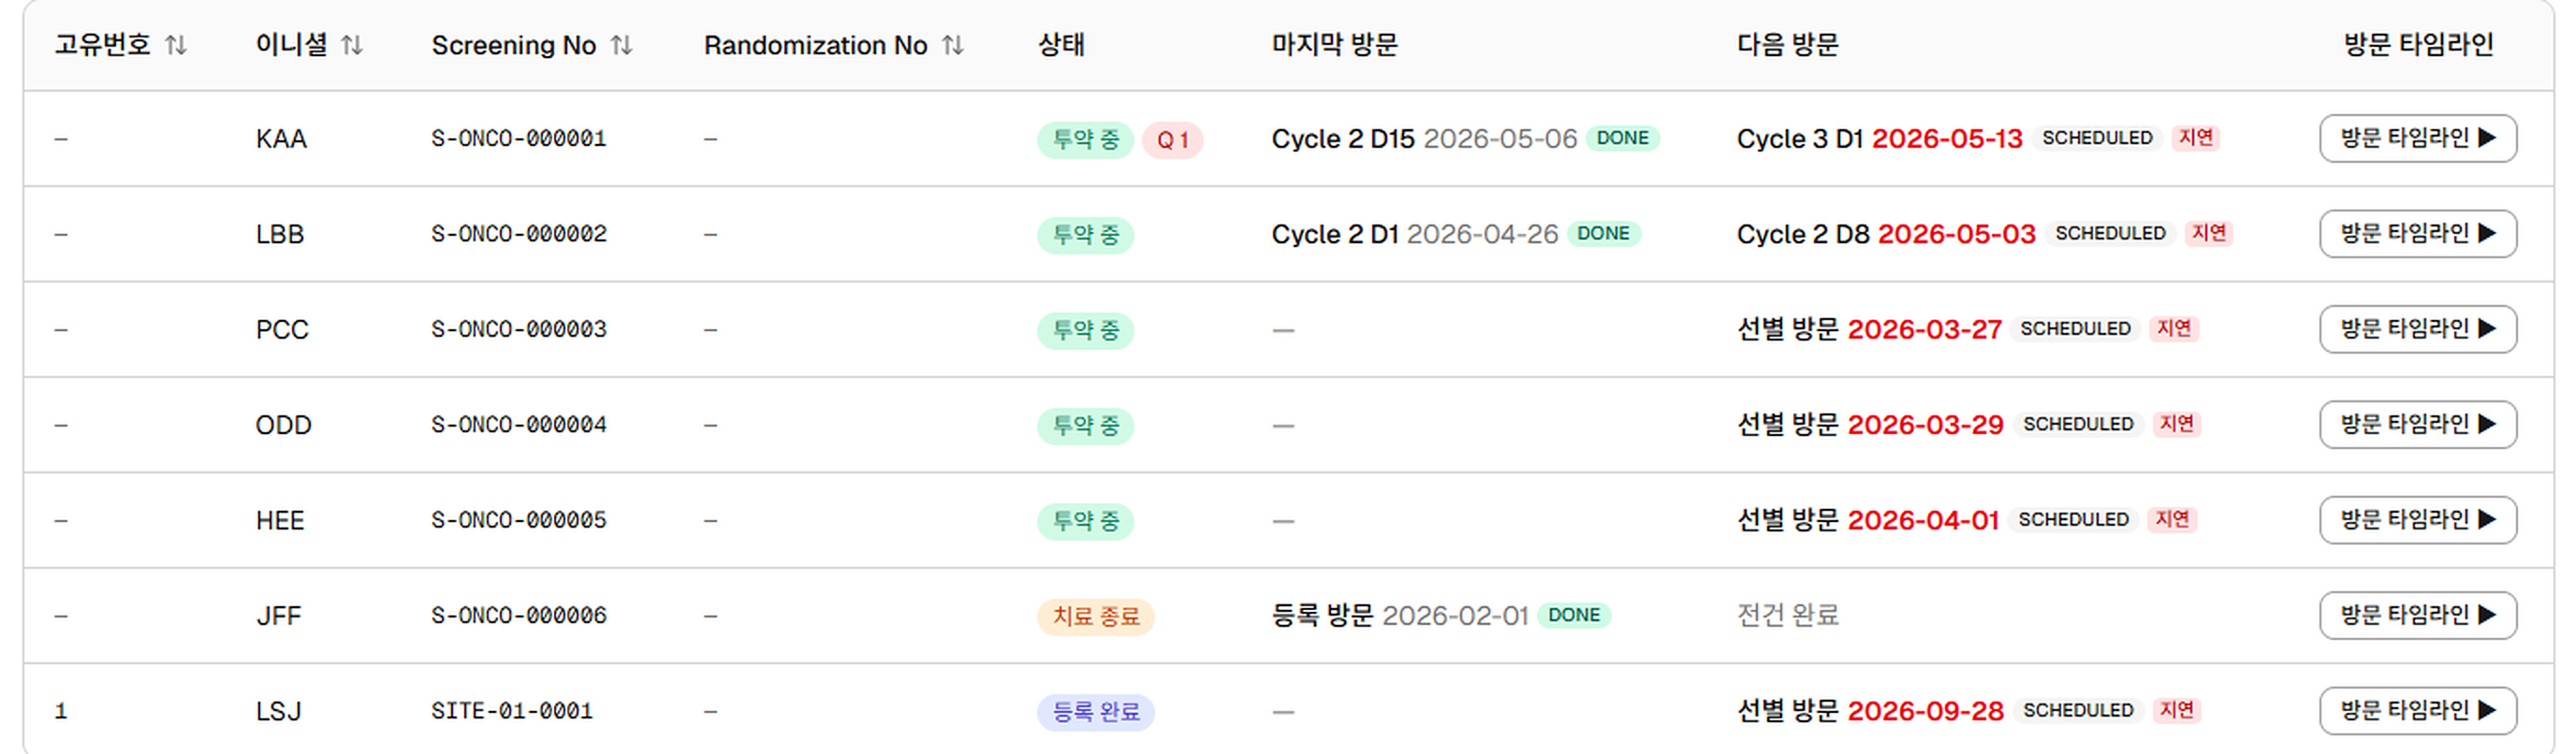 고유번호 ↑↓ 이니셜 ↑↓ Screening No ↑↓ Randomization No ↑↓ 상태 마지막 방문 다음 방문 방문 타임라인
– KAA S-ONCO-000001 – 투약 중 Q 1 Cycle 2 D15 2026-05-06 DONE Cycle 3 D1 2026-05-13 SCHEDULED 지연 방문 타임라인 ▶
– LBB S-ONCO-000002 – 투약 중 Cycle 2 D1 2026-04-26 DONE Cycle 2 D8 2026-05-03 SCHEDULED 지연 방문 타임라인 ▶
– PCC S-ONCO-000003 – 투약 중 — 선별 방문 2026-03-27 SCHEDULED 지연 방문 타임라인 ▶
– ODD S-ONCO-000004 – 투약 중 — 선별 방문 2026-03-29 SCHEDULED 지연 방문 타임라인 ▶
– HEE S-ONCO-000005 – 투약 중 — 선별 방문 2026-04-01 SCHEDULED 지연 방문 타임라인 ▶
– JFF S-ONCO-000006 – 치료 종료 등록 방문 2026-02-01 DONE 전건 완료 방문 타임라인 ▶
1 LSJ SITE-01-0001 – 등록 완료 — 선별 방문 2026-09-28 SCHEDULED 지연 방문 타임라인 ▶